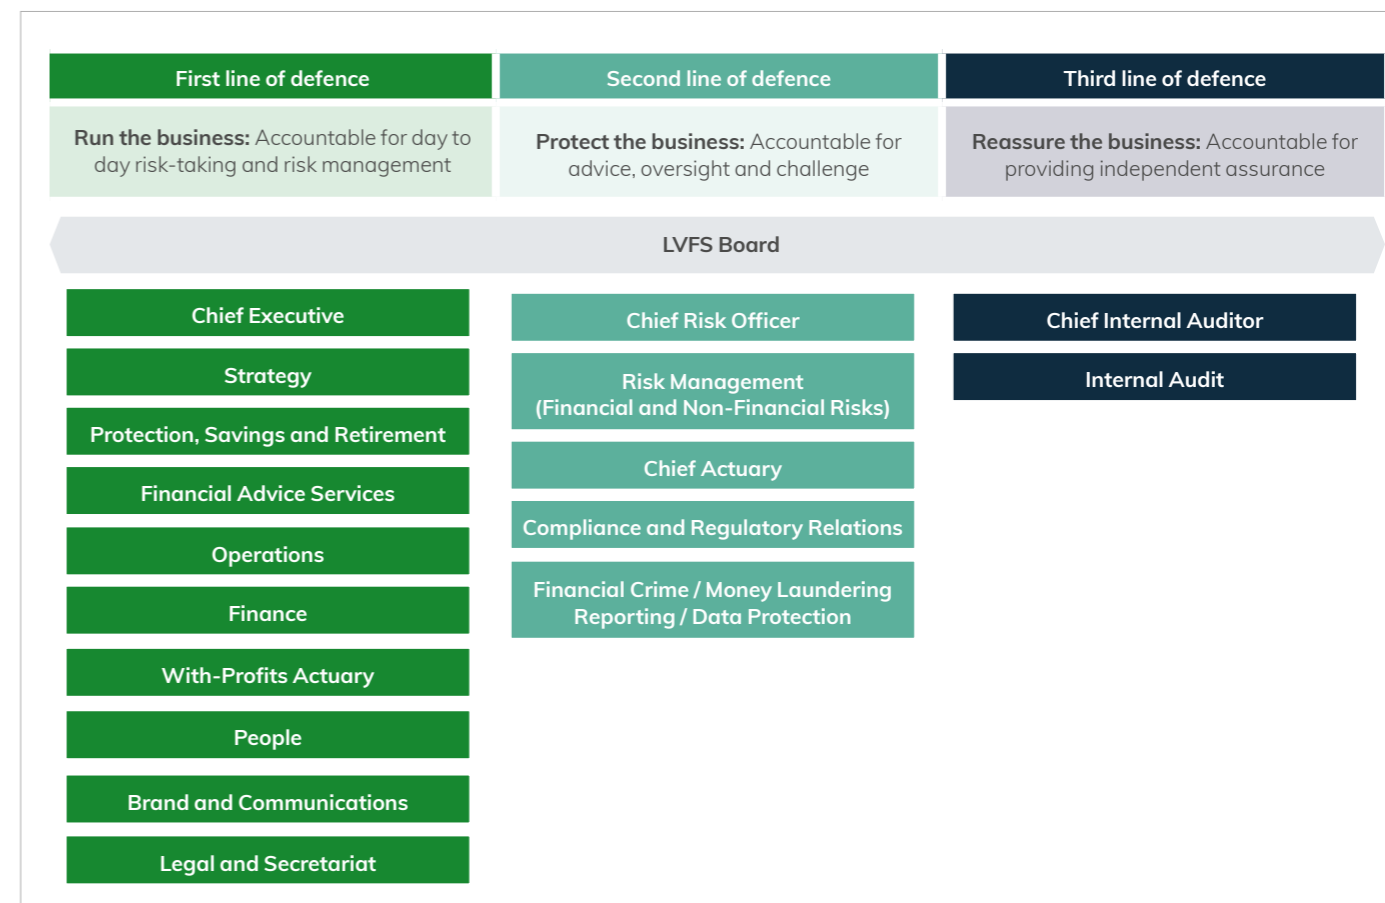 First line of defence
Second line of defence
Third line of defence
Run the business: Accountable for day to
day risk-taking and risk management
Protect the business: Accountable for
advice, oversight and challenge
Reassure the business: Accountable for
providing independent assurance
LVFS Board
Chief Executive
Strategy
Protection, Savings and Retirement
Financial Advice Services
Operations
Finance
With-Profits Actuary
People
Brand and Communications
Legal and Secretariat
Chief Risk Officer
Risk Management
(Financial and Non-Financial Risks)
Chief Actuary
Compliance and Regulatory Relations
Financial Crime / Money Laundering
Reporting / Data Protection
Chief Internal Auditor
Internal Audit